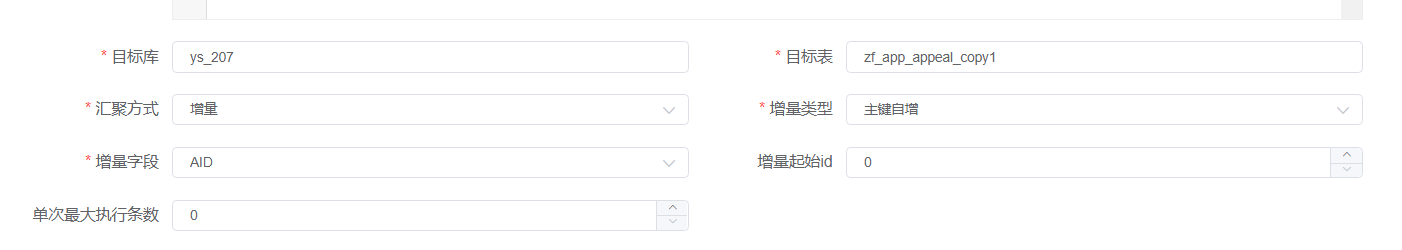 * 目标库 ys_207 * 目标表 zf_app_appeal_copy1
* 汇聚方式 增量 * 增量类型 主键自增
* 增量字段 AID 增量起始id 0
单次最大执行条数 0